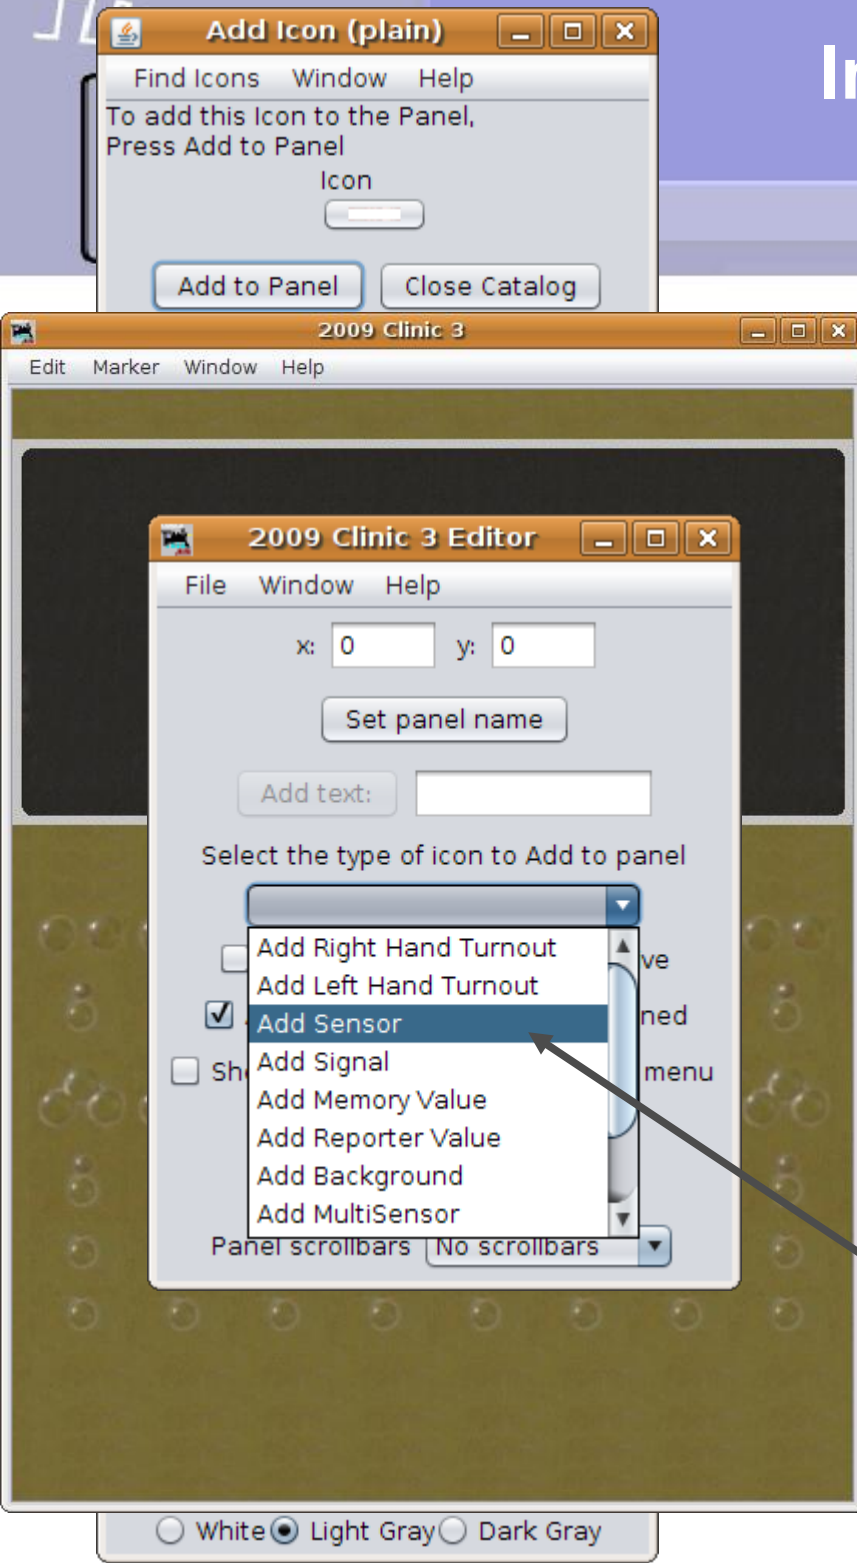 Add Icon (plain)
Find Icons Window Help
To add this Icon to the Panel,
Press Add to Panel
Icon
Add to Panel Close Catalog
2009 Clinic 3
Edit Marker Window Help
2009 Clinic 3 Editor
File Window Help
x: 0 y: 0
Set panel name
Add text:
Select the type of icon to Add to panel
Add Right Hand Turnout
Add Left Hand Turnout
Add Sensor
Add Signal
menu
Add Memory Value
Add Reporter Value
Add Background
Add MultiSensor
Panel scrollbars No scrollbars
White Light Gray Dark Gray